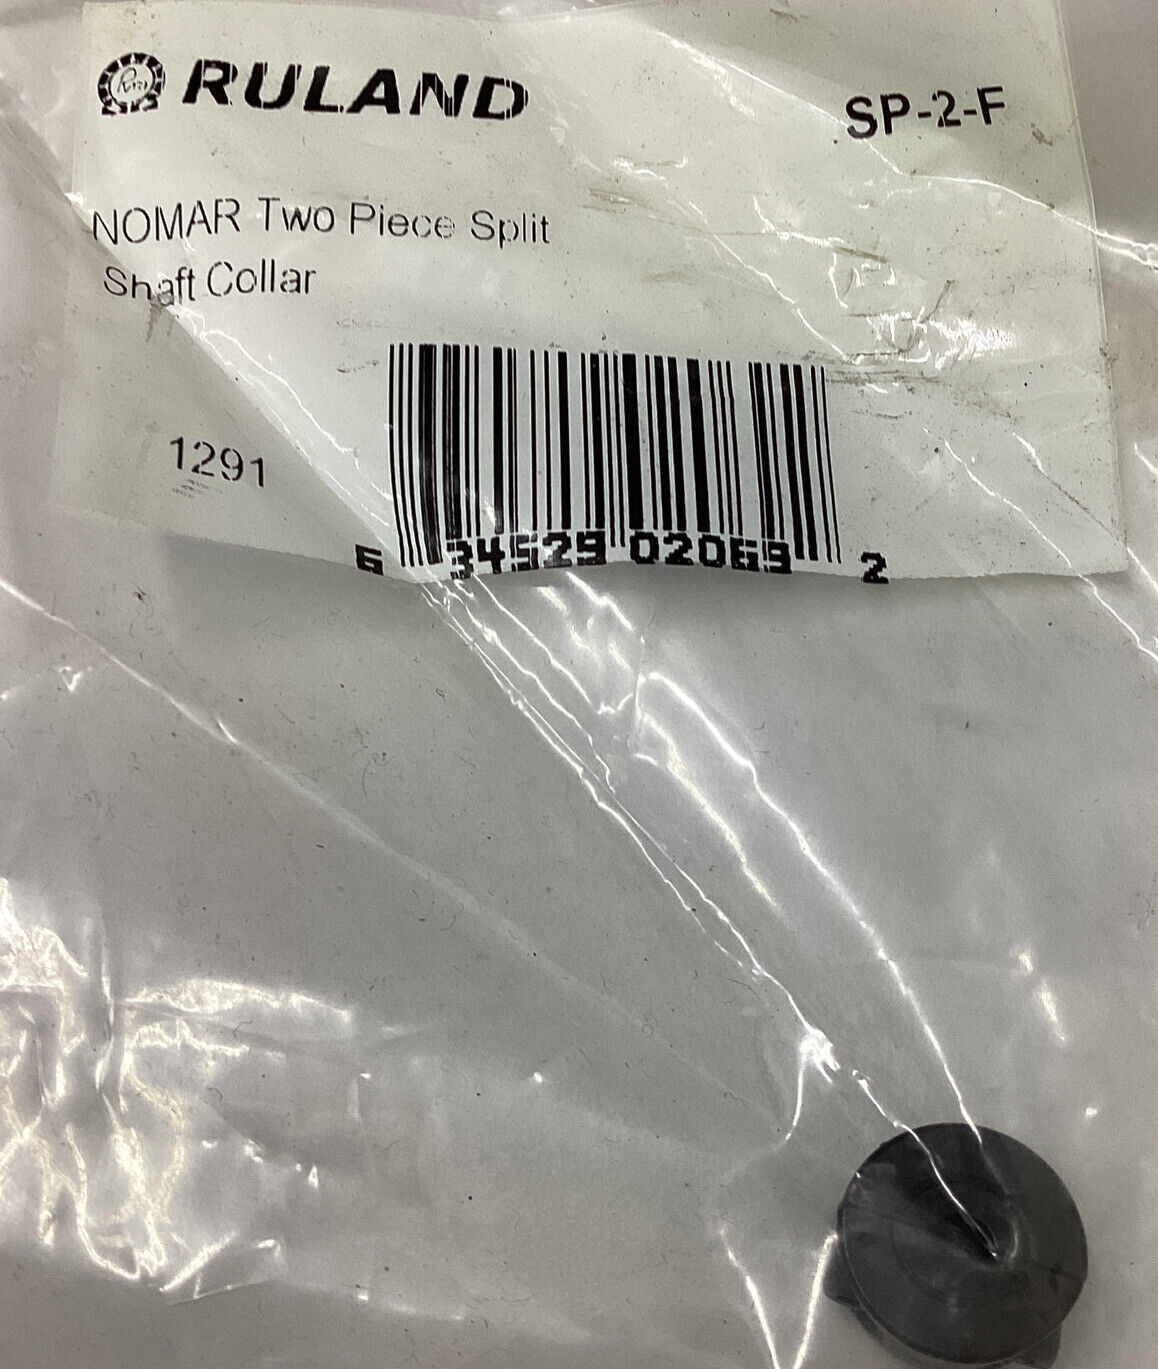 RULAND
SP-2-F
NOMAR Two Piece Split
Shaft Collar
1291
6 34529 02069 2